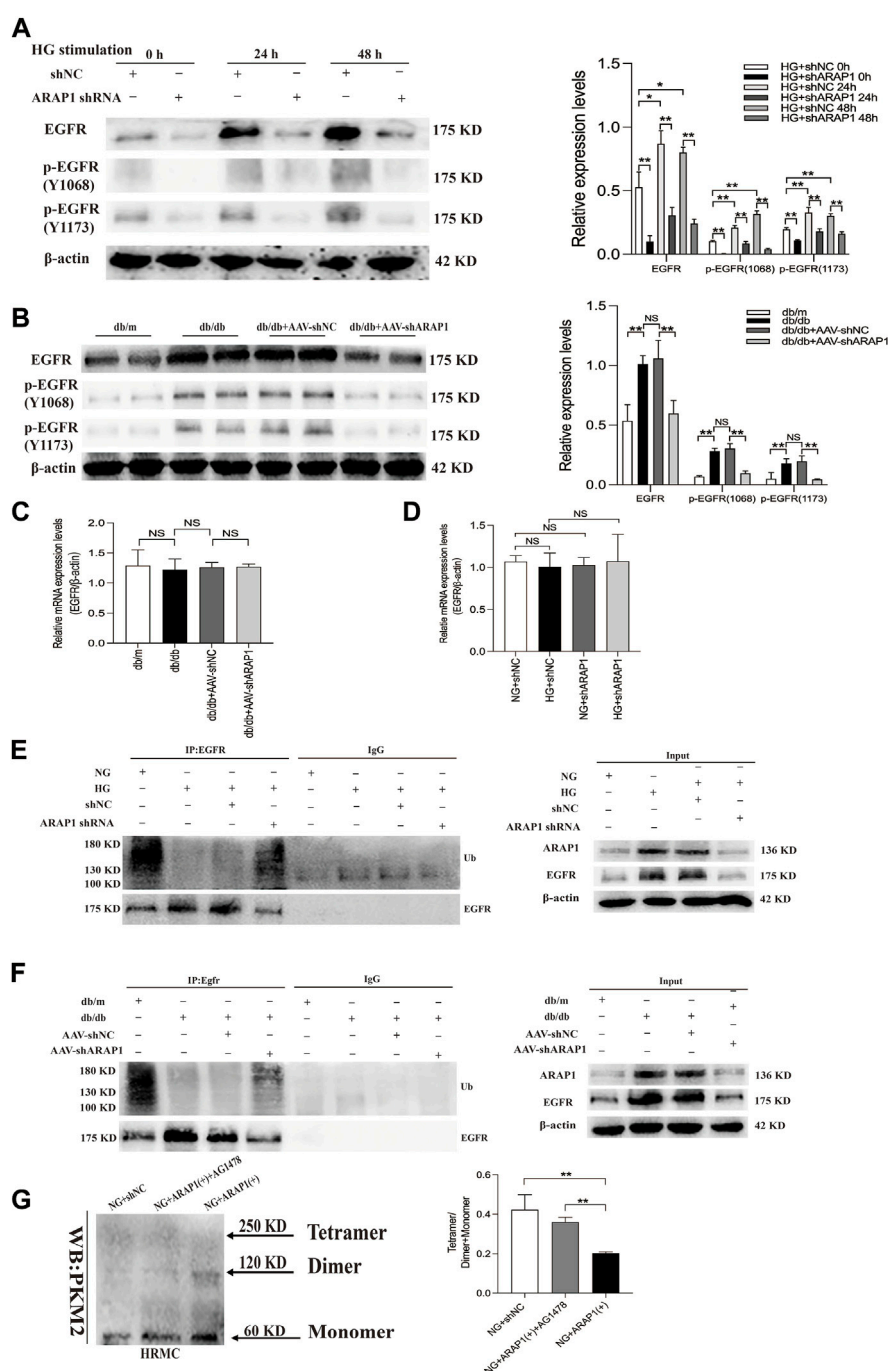 A
HG stimulation 0 h 24 h 48 h
shNC + − + − + −
ARAP1 shRNA − + − + − +
EGFR 175 KD
p-EGFR
(Y1068) 175 KD
p-EGFR
(Y1173) 175 KD
β-actin 42 KD
Relative expression levels
1.5
1.0
0.5
0.0
HG+shNC 0h
HG+shARAP1 0h
HG+shNC 24h
HG+shARAP1 24h
HG+shNC 48h
HG+shARAP1 48h
* * ** ** **
** ** ** ** **
** ** ** ** **
EGFR p-EGFR(1068) p-EGFR(1173)
B
db/m db/db db/db+AAV-shNC db/db+AAV-shARAP1
EGFR 175 KD
p-EGFR
(Y1068) 175 KD
p-EGFR
(Y1173) 175 KD
β-actin 42 KD
Relative expression levels
1.5
1.0
0.5
0.0
db/m
db/db
db/db+AAV-shNC
db/db+AAV-shARAP1
** NS **
** NS **
** NS **
EGFR p-EGFR(1068) p-EGFR(1173)
C
Relative mRNA expression levels
(EGFR/β-actin)
2.0
1.5
1.0
0.5
0.0
NS NS NS
db/m
db/db
db/db+AAV-shNC
db/db+AAV-shARAP1
D
Relatie mRNA expression levels
(EGFR/β-actin)
1.5
1.0
0.5
0.0
NS
NS
NS
NG+shNC
HG+shNC
NG+shARAP1
HG+shARAP1
E
IP:EGFR IgG
NG + − − − + − − −
HG − + + + − + + +
shNC − − + − − − + −
ARAP1 shRNA − − − + − − − +
180 KD
130 KD
100 KD
Ub
175 KD EGFR
Input
NG + − − −
HG − + + +
shNC − − + −
ARAP1 shRNA − − − +
ARAP1 136 KD
EGFR 175 KD
β-actin 42 KD
F
IP:Egfr IgG
db/m + − − − + − − −
db/db − + + + − + + +
AAV-shNC − − + − − − + −
AAV-shARAP1 − − − + − − − +
180 KD
130 KD
100 KD
Ub
175 KD EGFR
Input
db/m + − − −
db/db − + + +
AAV-shNC − − + −
AAV-shARAP1 − − − +
ARAP1 136 KD
EGFR 175 KD
β-actin 42 KD
G
NG+shNC
NG+ARAP1(+)+AG1478
NG+ARAP1(+)
WB:PKM2
250 KD Tetramer
120 KD Dimer
60 KD Monomer
HRMC
Tetramer/
Dimer+Monomer
0.6
0.4
0.2
0.0
**
**
NG+shNC
NG+ARAP1(+)+AG1478
NG+ARAP1(+)